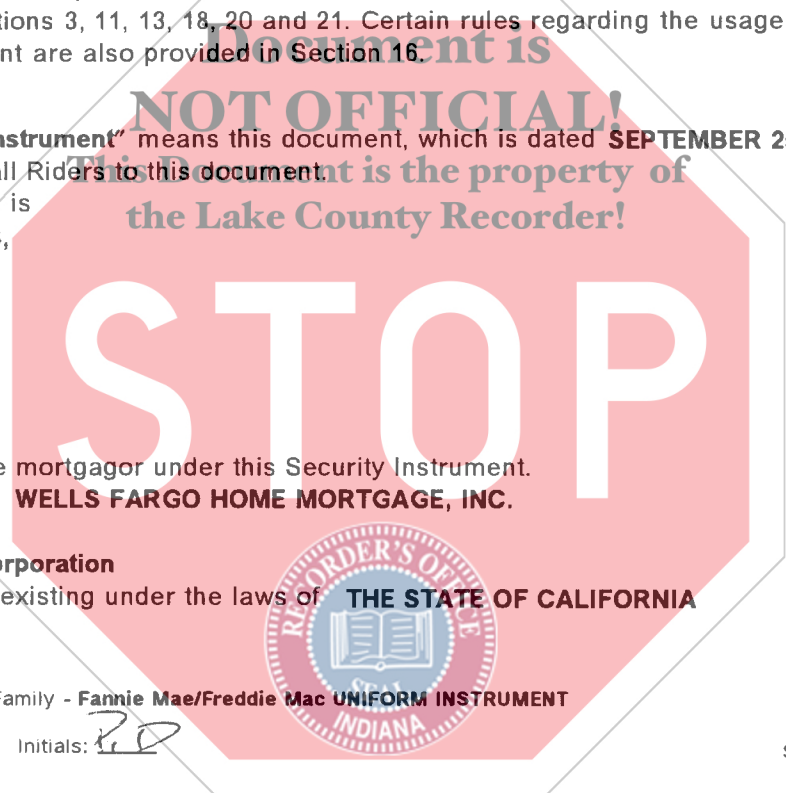 tions 3, 11, 13, 18, 20 and 21. Certain rules regarding the usage
nt are also provided in Section 16.
Document is
NOT OFFICIAL!
nstrument" means this document, which is dated SEPTEMBER 2
all Riders to this document.
This Document is the property of
is
the Lake County Recorder!
STOP
e mortgagor under this Security Instrument.
WELLS FARGO HOME MORTGAGE, INC.
rporation
existing under the laws of THE STATE OF CALIFORNIA
RECORDER'S OFFICE
SEAL
INDIANA
Family - Fannie Mae/Freddie Mac UNIFORM INSTRUMENT
Initials: P. D